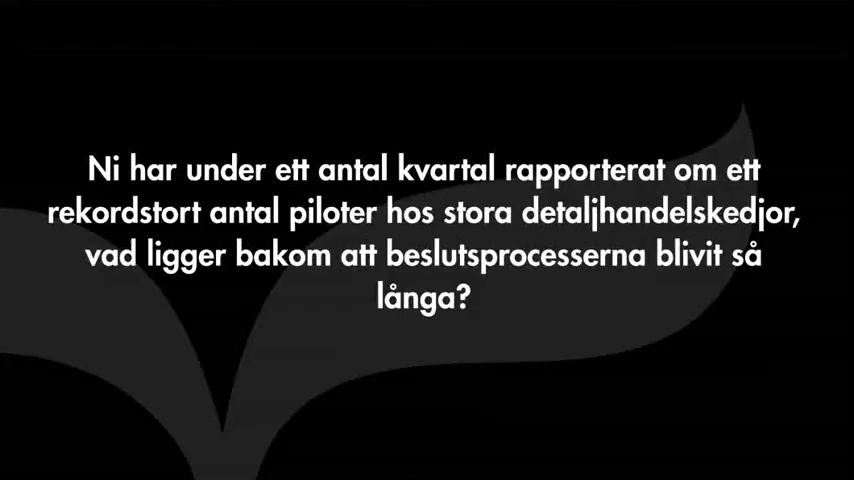 Ni har under ett antal kvartal rapporterat om ett
rekordstort antal piloter hos stora detaljhandelskedjor,
vad ligger bakom att beslutsprocesserna blivit så
långa?